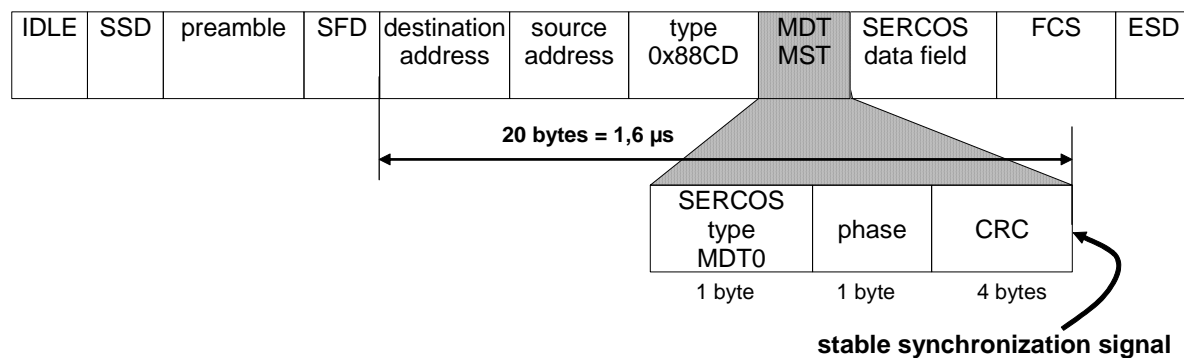 IDLE
SSD
preamble
SFD
destination
address
source
address
type
0x88CD
MDT
MST
SERCOS
data field
FCS
ESD
20 bytes = 1,6 µs
SERCOS
type
MDT0
phase
CRC
1 byte
1 byte
4 bytes
stable synchronization signal